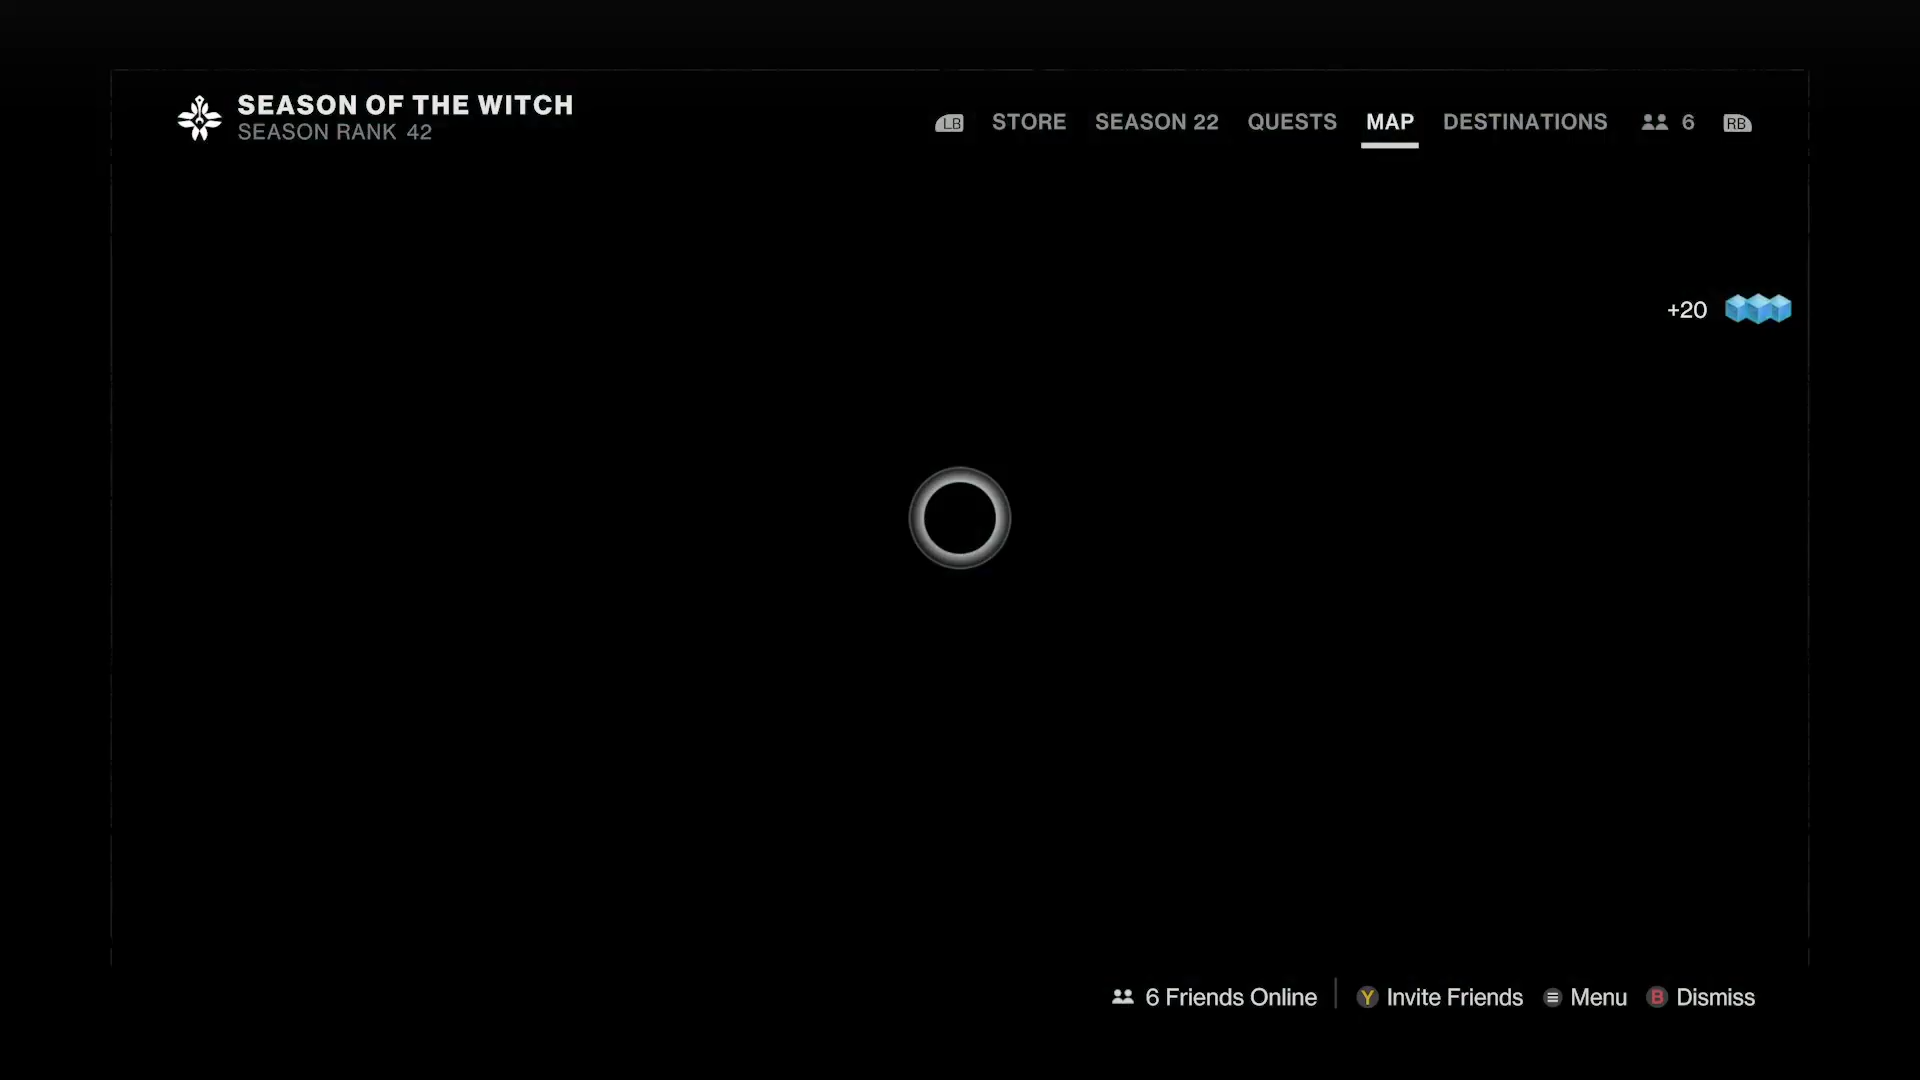 SEASON OF THE WITCH
SEASON RANK 42
LB STORE SEASON 22 QUESTS MAP DESTINATIONS 6 RB
+20
6 Friends Online Y Invite Friends Menu B Dismiss